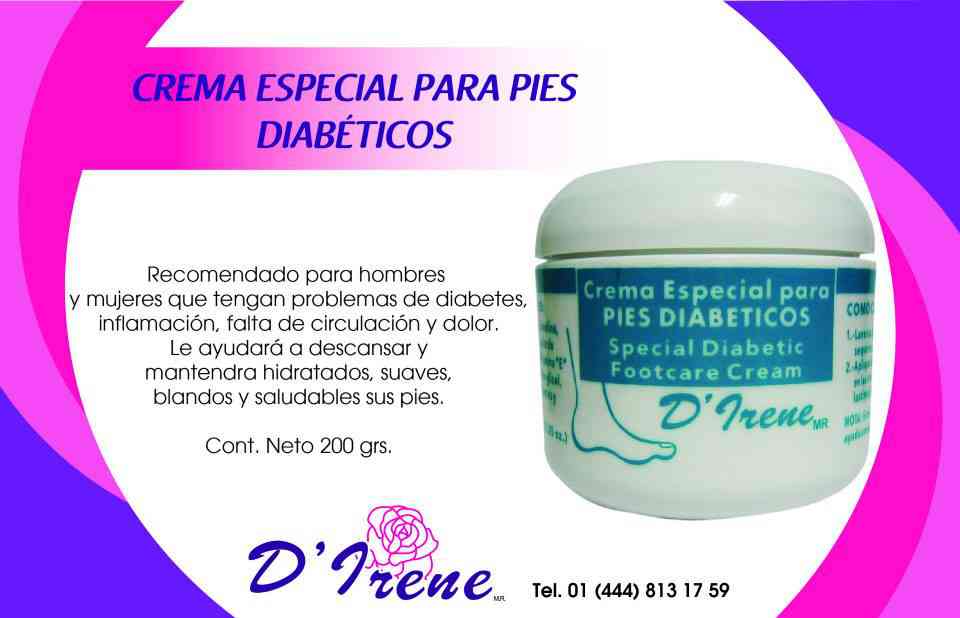 CREMA ESPECIAL PARA PIES
DIABÉTICOS
Recomendado para hombres
y mujeres que tengan problemas de diabetes,
inflamación, falta de circulación y dolor.
Le ayudará a descansar y
mantendra hidratados, suaves,
blandos y saludables sus pies.
Cont. Neto 200 grs.
Crema Especial para
PIES DIABETICOS
Special Diabetic
Footcare Cream
D'Irene MR
COMO
D'Irene M.R.
Tel. 01 (444) 813 17 59